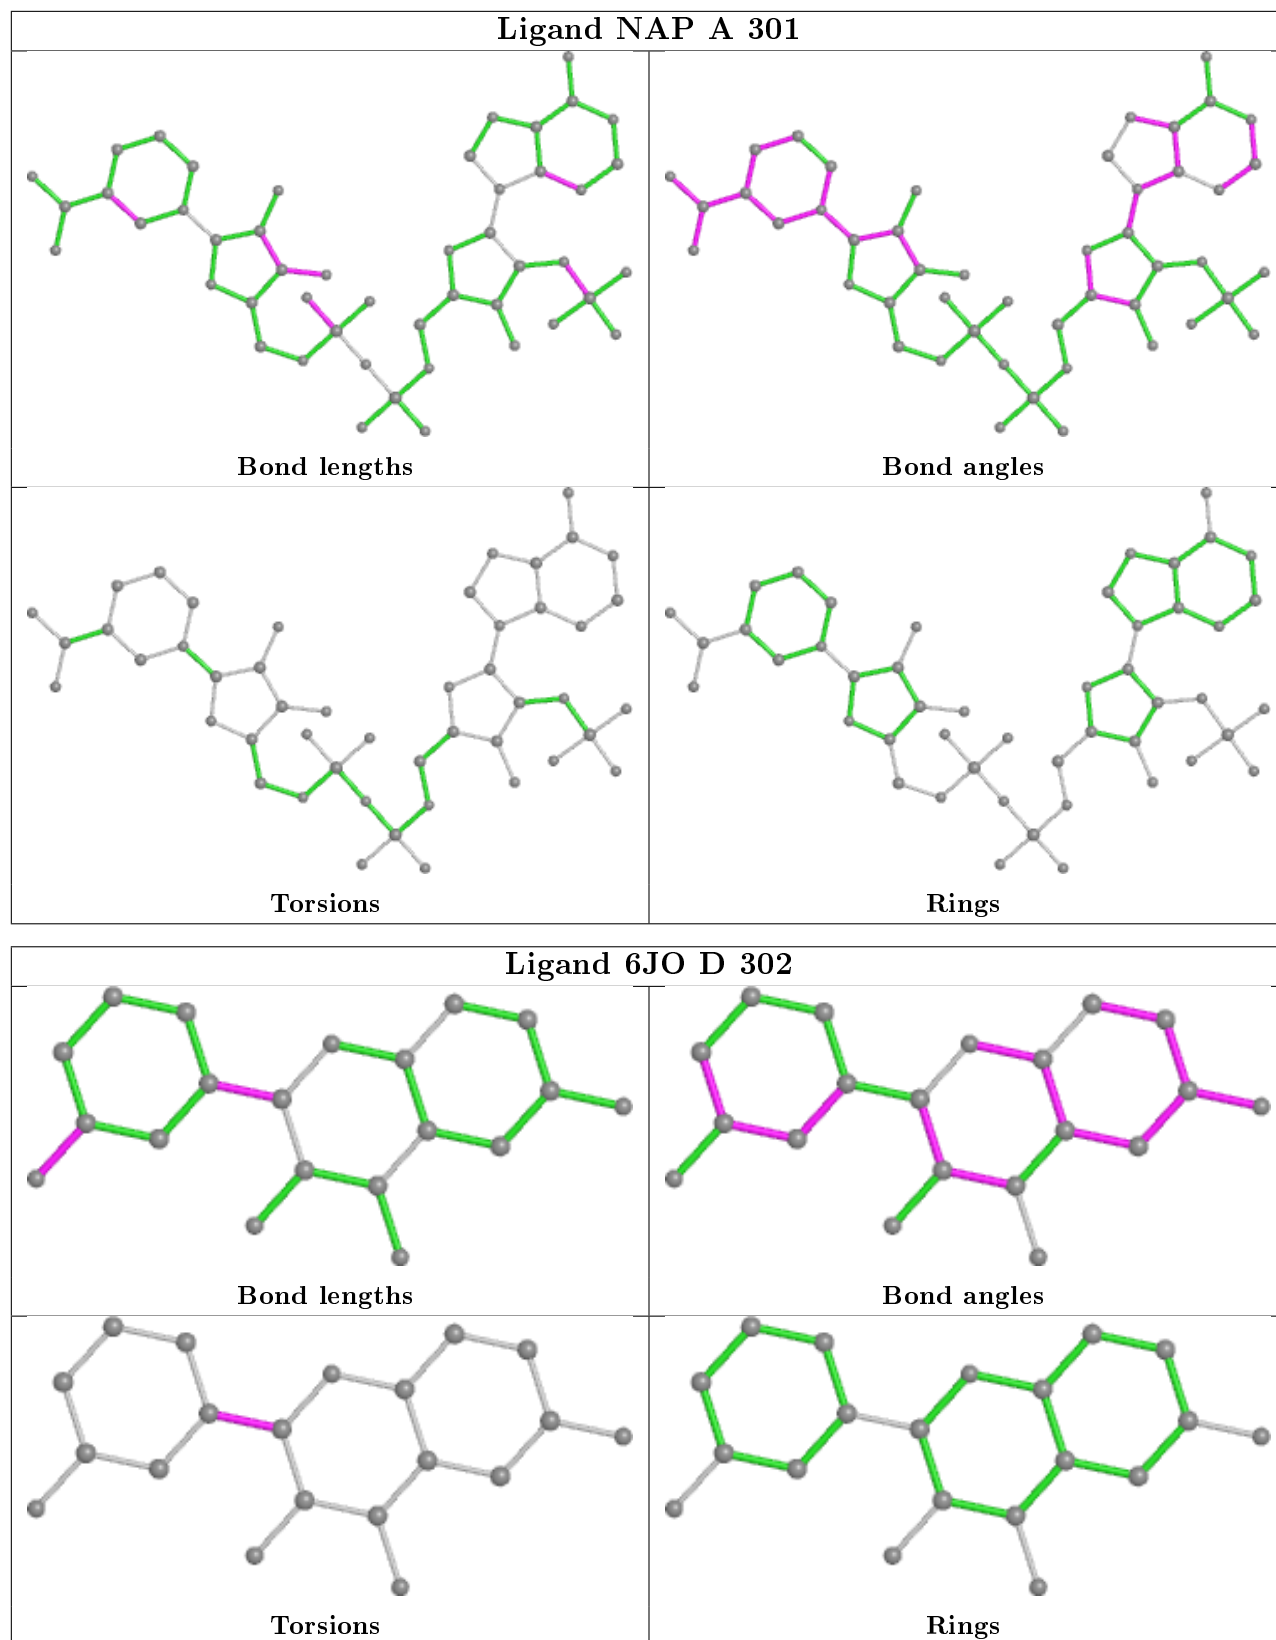 Ligand NAP A 301
Bond lengths
Bond angles
Torsions
Rings
Ligand 6JO D 302
Bond lengths
Bond angles
Torsions
Rings